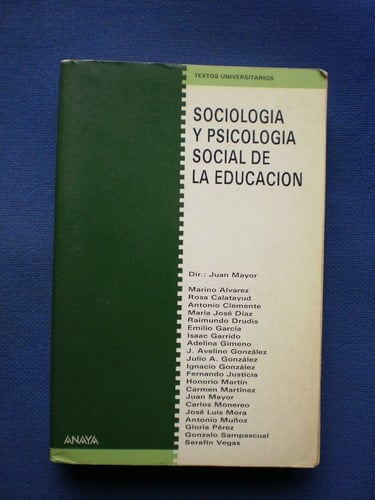 TEXTOS UNIVERSITARIOS
SOCIOLOGIA
Y PSICOLOGIA
SOCIAL DE
LA EDUCACION
Dir.: Juan Mayor
Marino Alvarez
Rosa Calatayud
Antonio Clemente
María José Díaz
Raimundo Drudis
Emilio García
Isaac Garrido
Adelina Gimeno
J. Avelino González
Julio A. González
Ignacio González
Fernando Justicia
Honorio Martín
Carmen Martínez
Juan Mayor
Carlos Monereo
José Luis Mora
Antonio Muñoz
Gloria Pérez
Gonzalo Sampascual
Serafín Vegas
ANAYA